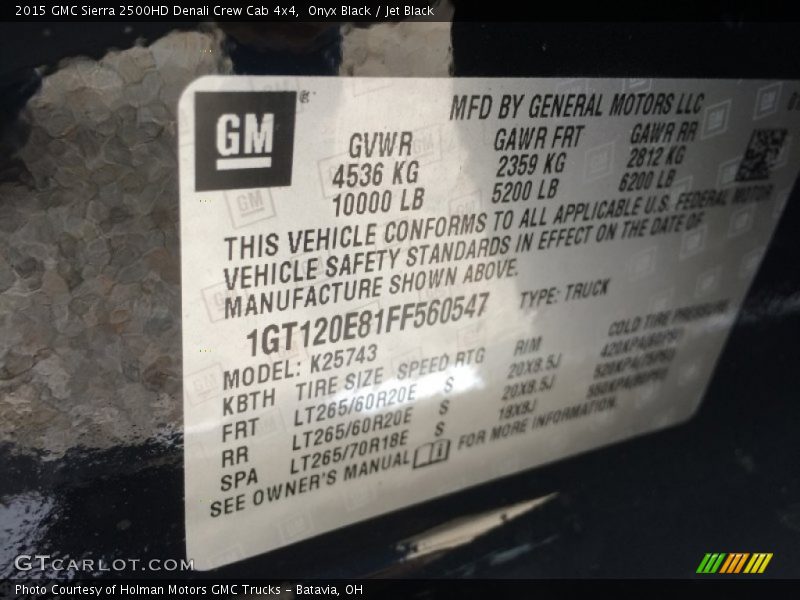 2015 GMC Sierra 2500HD Denali Crew Cab 4x4, Onyx Black / Jet Black
GM
MFD BY GENERAL MOTORS LLC
GVWR GAWR FRT GAWR RR
4536 KG 2359 KG 2812 KG
10000 LB 5200 LB 6200 LB
THIS VEHICLE CONFORMS TO ALL APPLICABLE U.S. FEDERAL MOTOR
VEHICLE SAFETY STANDARDS IN EFFECT ON THE DATE OF
MANUFACTURE SHOWN ABOVE.
1GT120E81FF560547 TYPE: TRUCK
MODEL: K25743
KBTH TIRE SIZE SPEED RTG RIM COLD TIRE PRESSURE
FRT LT265/60R20E S 20X8.5J
RR LT265/60R20E S 20X8.5J
SPA LT265/70R18E S 18X8J
SEE OWNER'S MANUAL FOR MORE INFORMATION.
GTCARLOT.COM
Photo Courtesy of Holman Motors GMC Trucks – Batavia, OH